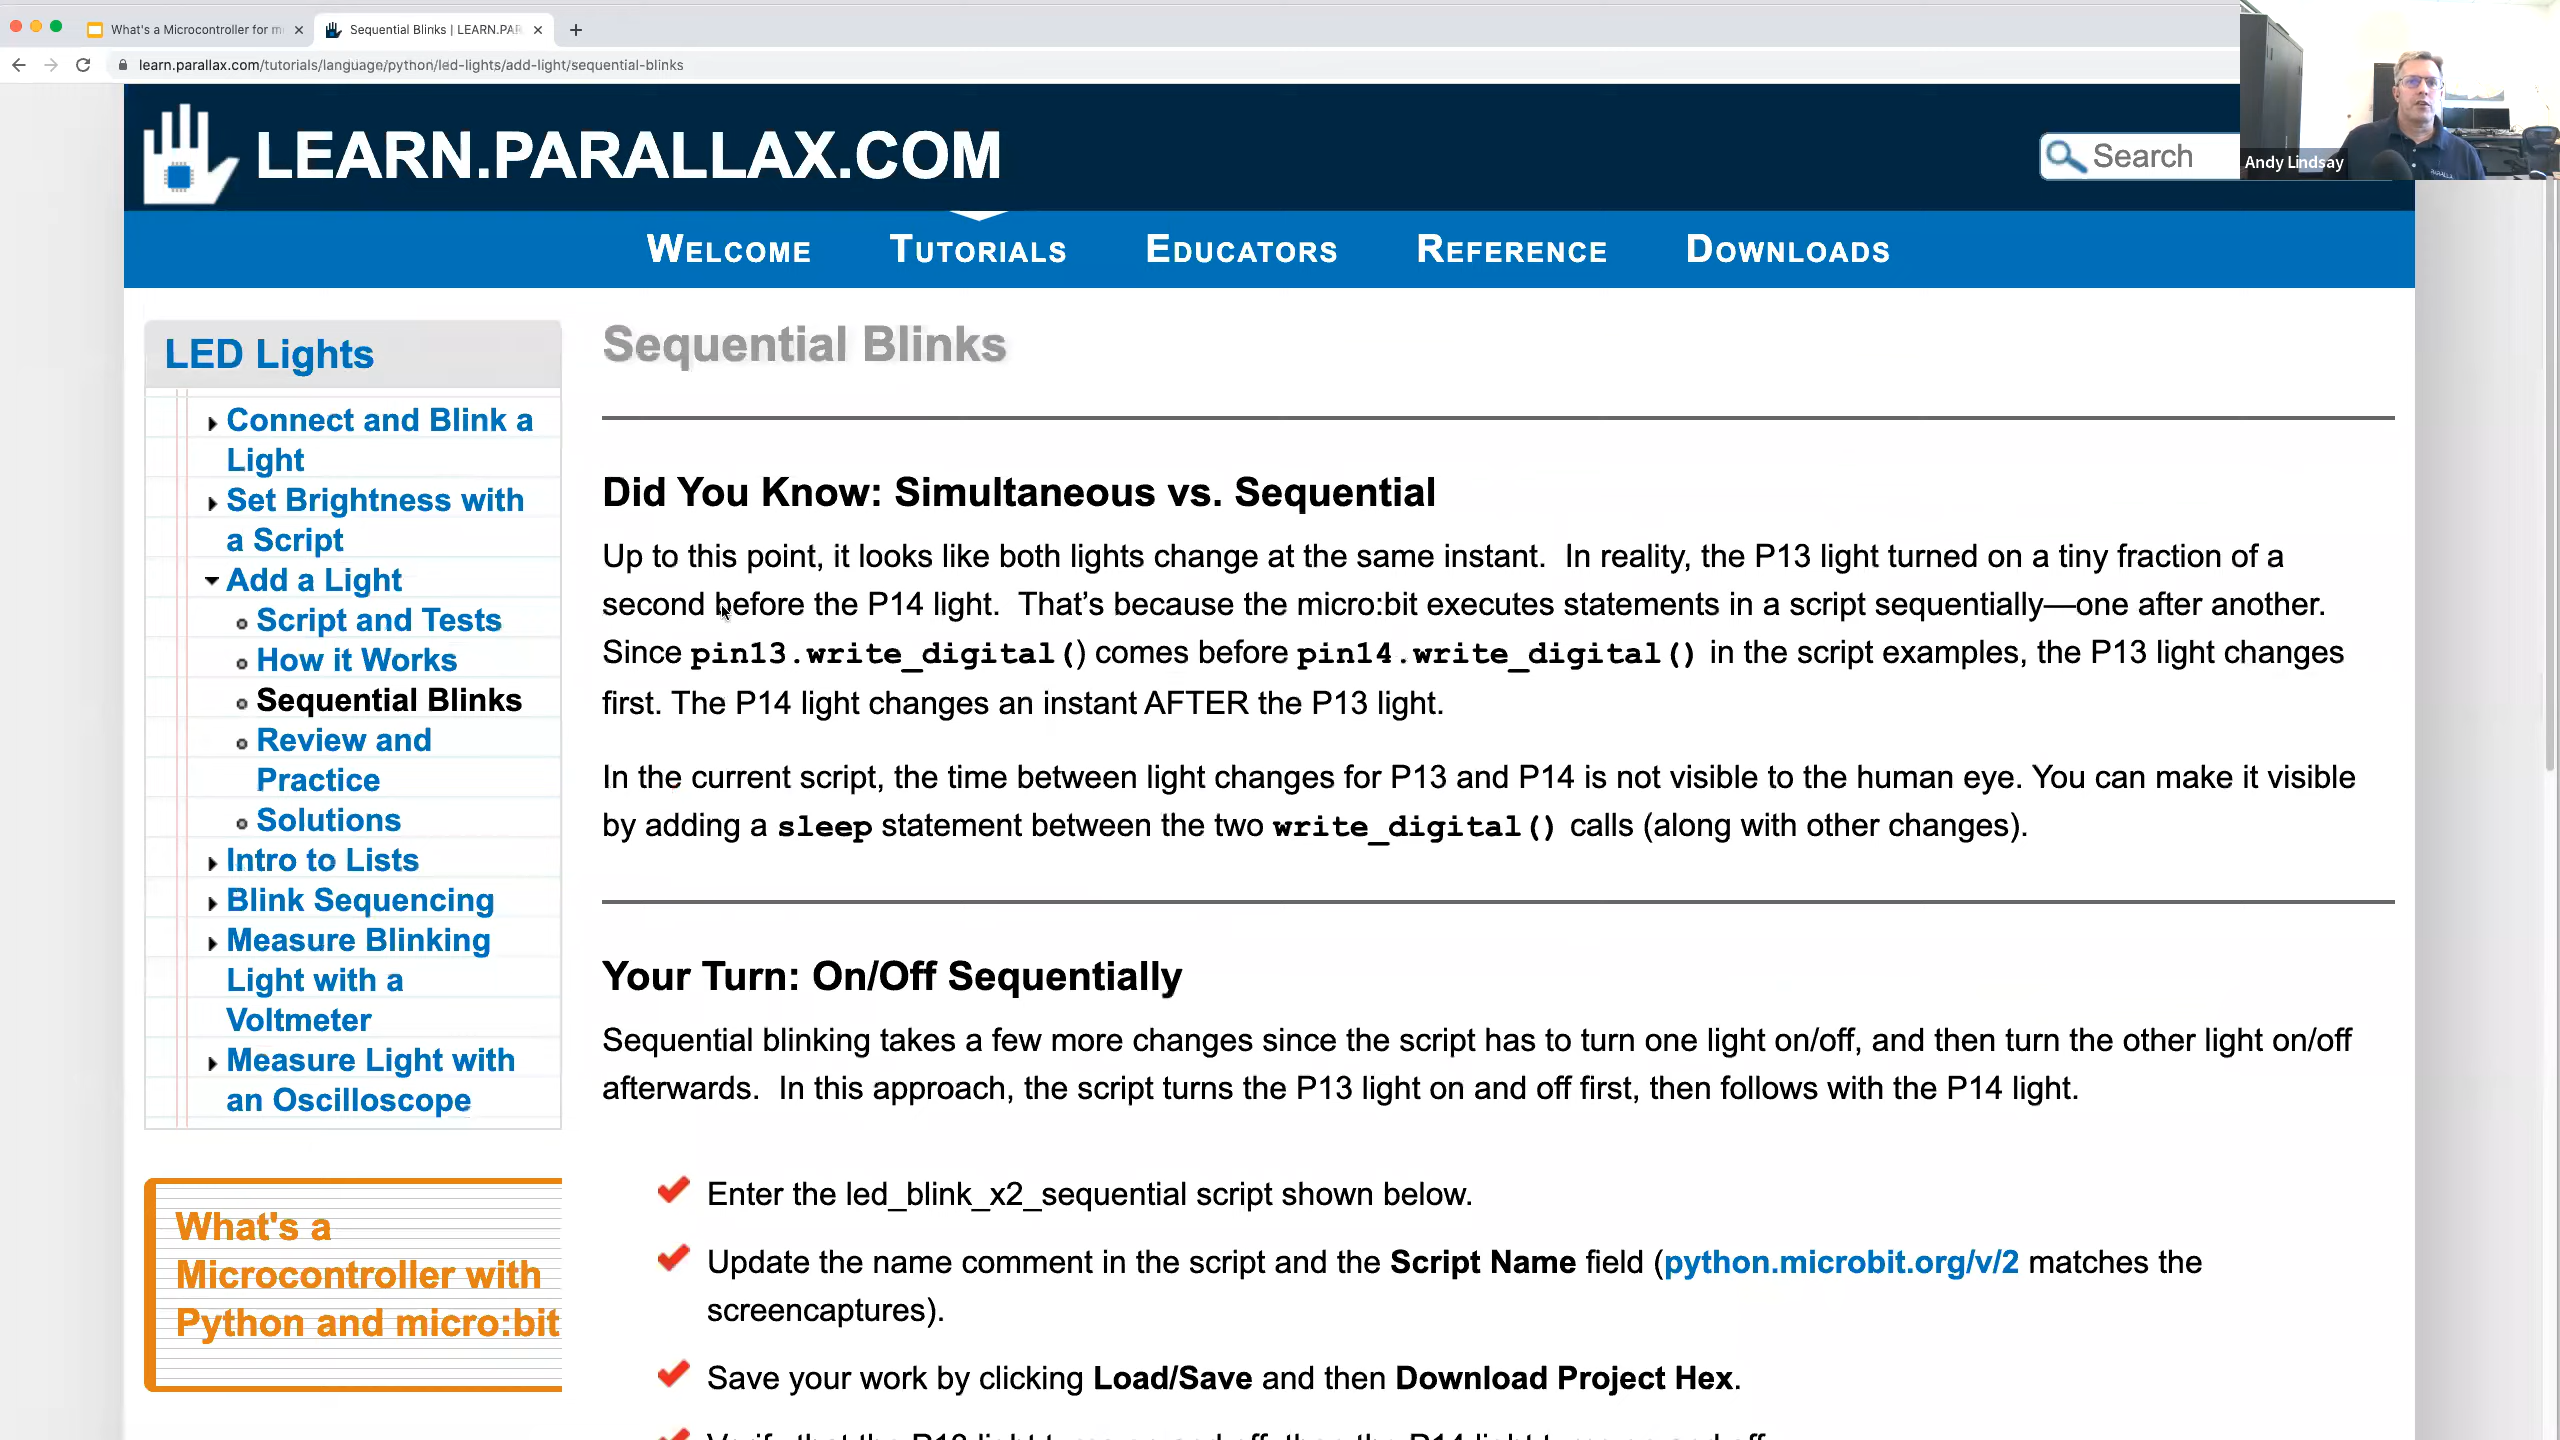 What's a Microcontroller for m
Sequential Blinks | LEARN.PAR
learn.parallax.com/tutorials/language/python/led-lights/add-light/sequential-blinks
LEARN.PARALLAX.COM
Search
Andy Lindsay
WELCOME TUTORIALS EDUCATORS REFERENCE DOWNLOADS
LED Lights
Connect and Blink a
Light
Set Brightness with
a Script
Add a Light
Script and Tests
How it Works
Sequential Blinks
Review and
Practice
Solutions
Intro to Lists
Blink Sequencing
Measure Blinking
Light with a
Voltmeter
Measure Light with
an Oscilloscope
What's a
Microcontroller with
Python and micro:bit
Sequential Blinks
Did You Know: Simultaneous vs. Sequential
Up to this point, it looks like both lights change at the same instant. In reality, the P13 light turned on a tiny fraction of a
second before the P14 light. That’s because the micro:bit executes statements in a script sequentially—one after another.
Since pin13.write_digital() comes before pin14.write_digital() in the script examples, the P13 light changes
first. The P14 light changes an instant AFTER the P13 light.
In the current script, the time between light changes for P13 and P14 is not visible to the human eye. You can make it visible
by adding a sleep statement between the two write_digital() calls (along with other changes).
Your Turn: On/Off Sequentially
Sequential blinking takes a few more changes since the script has to turn one light on/off, and then turn the other light on/off
afterwards. In this approach, the script turns the P13 light on and off first, then follows with the P14 light.
Enter the led_blink_x2_sequential script shown below.
Update the name comment in the script and the Script Name field (python.microbit.org/v/2 matches the
screencaptures).
Save your work by clicking Load/Save and then Download Project Hex.